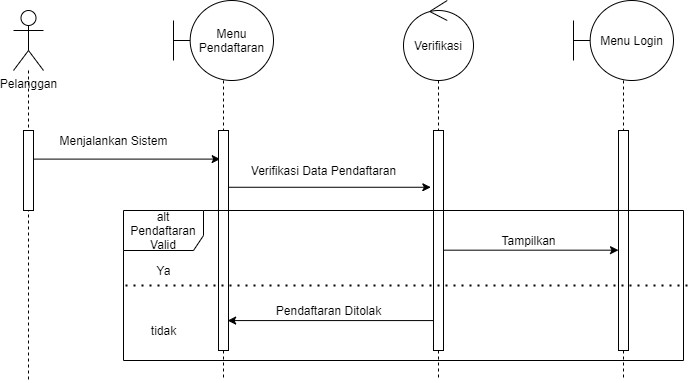 Pelanggan
Menu
Pendaftaran
Verifikasi
Menu Login
Menjalankan Sistem
Verifikasi Data Pendaftaran
alt
Pendaftaran
Valid
Tampilkan
Ya
Pendaftaran Ditolak
tidak